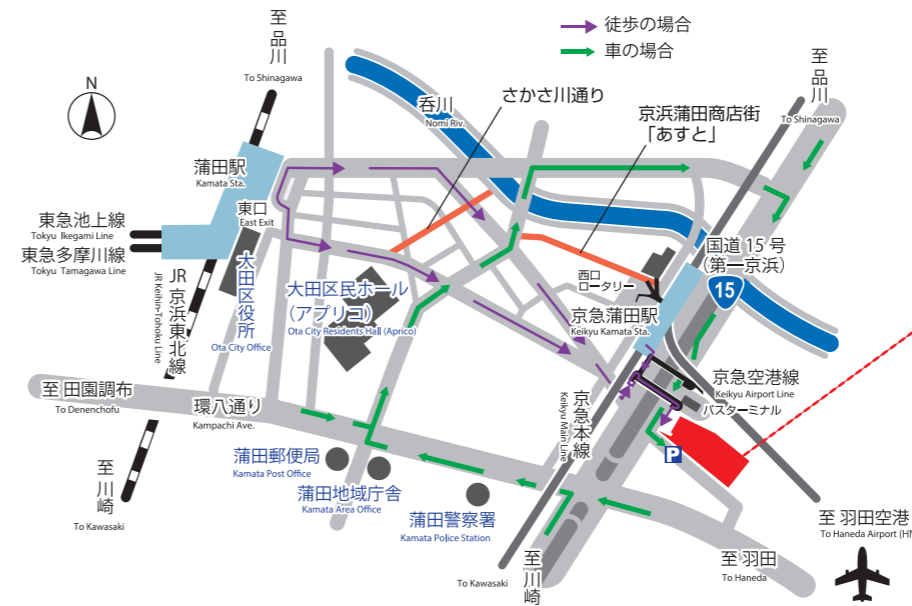 徒歩の場合
車の場合
至 品川
To Shinagawa
N
さかさ川通り
呑川
Nomi Riv.
京浜蒲田商店街
「あすと」
至 品川
To Shinagawa
蒲田駅
Kamata Sta.
東口
East Exit
東急池上線
Tokyu Ikegami Line
東急多摩川線
Tokyu Tamagawa Line
JR 京浜東北線
JR Keihin-Tohoku Line
大田区役所
Ota City Office
大田区民ホール
（アプリコ）
Ota City Residents Hall (Aprico)
西口
ロータリー
国道 15 号
（第一京浜）
15
京急蒲田駅
Keikyu Kamata Sta.
京急空港線
Keikyu Airport Line
バスターミナル
京急本線
Keikyu Main Line
P
至 田園調布
To Denenchofu
環八通り
Kampachi Ave.
蒲田郵便局
Kamata Post Office
蒲田地域庁舎
Kamata Area Office
蒲田警察署
Kamata Police Station
至 川崎
To Kawasaki
至 川崎
To Kawasaki
至 羽田
To Haneda
至 羽田空港
To Haneda Airport (HN